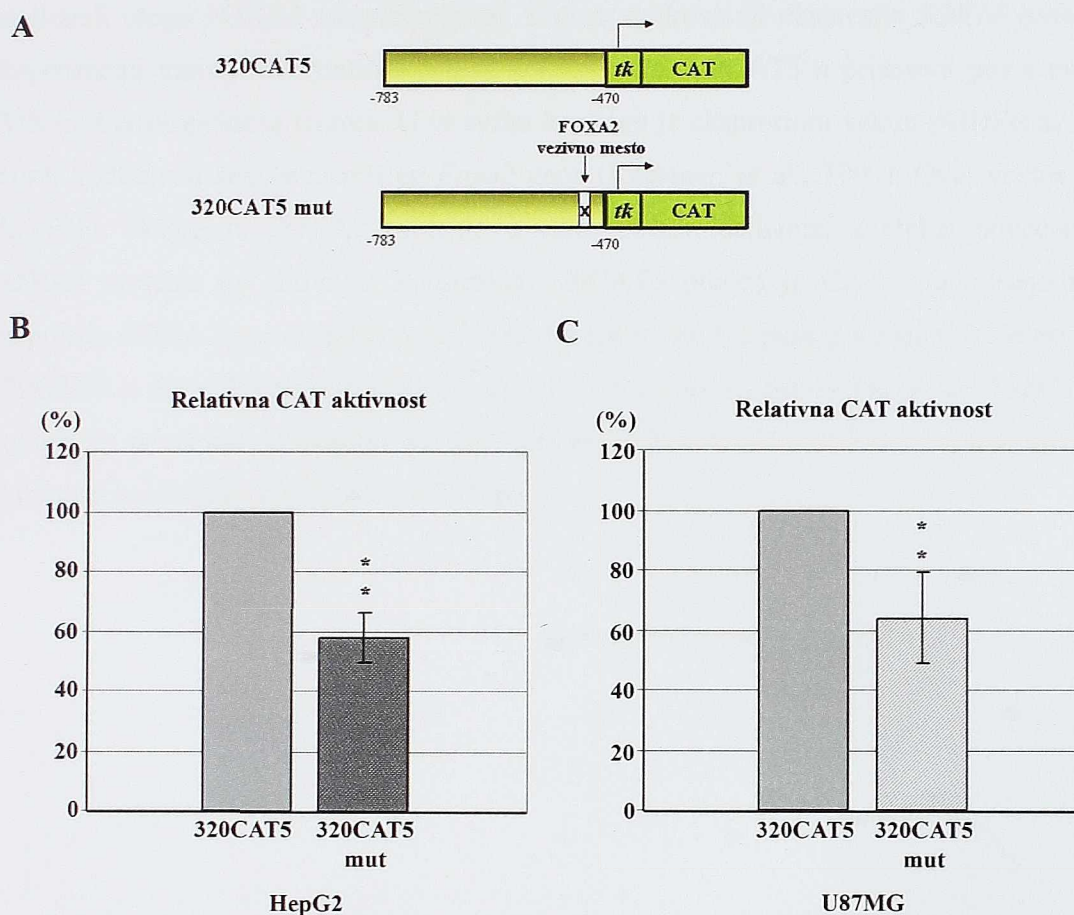 A
320CAT5
tk CAT
-783 -470
FOXA2
vezivno mesto
320CAT5 mut
x tk CAT
-783 -470
B
Relativna CAT aktivnost
(%)
120
100
80
60
40
20
0
* *
320CAT5 320CAT5
mut
HepG2
C
Relativna CAT aktivnost
(%)
120
100
80
60
40
20
0
* *
320CAT5 320CAT5
mut
U87MG